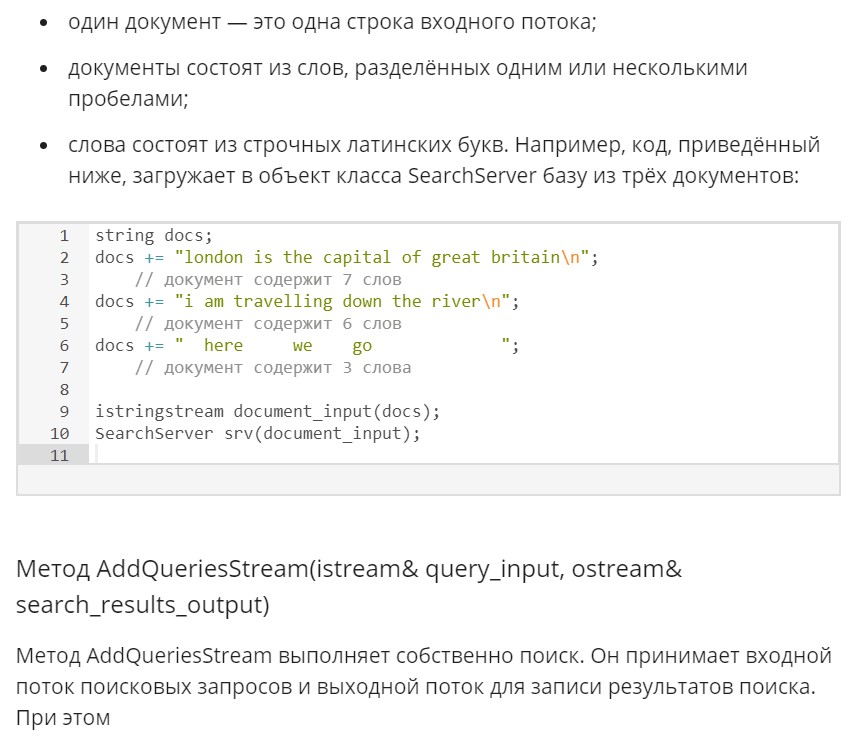 • один документ — это одна строка входного потока;
• документы состоят из слов, разделённых одним или несколькими
пробелами;
• слова состоят из строчных латинских букв. Например, код, приведённый
ниже, загружает в объект класса SearchServer базу из трёх документов:
1 string docs;
2 docs += "london is the capital of great britain\n";
3     // документ содержит 7 слов
4 docs += "i am travelling down the river\n";
5     // документ содержит 6 слов
6 docs += "  here     we    go               ";
7     // документ содержит 3 слова
8
9 istringstream document_input(docs);
10 SearchServer srv(document_input);
11
Метод AddQueriesStream(istream& query_input, ostream&
search_results_output)
Метод AddQueriesStream выполняет собственно поиск. Он принимает входной
поток поисковых запросов и выходной поток для записи результатов поиска.
При этом